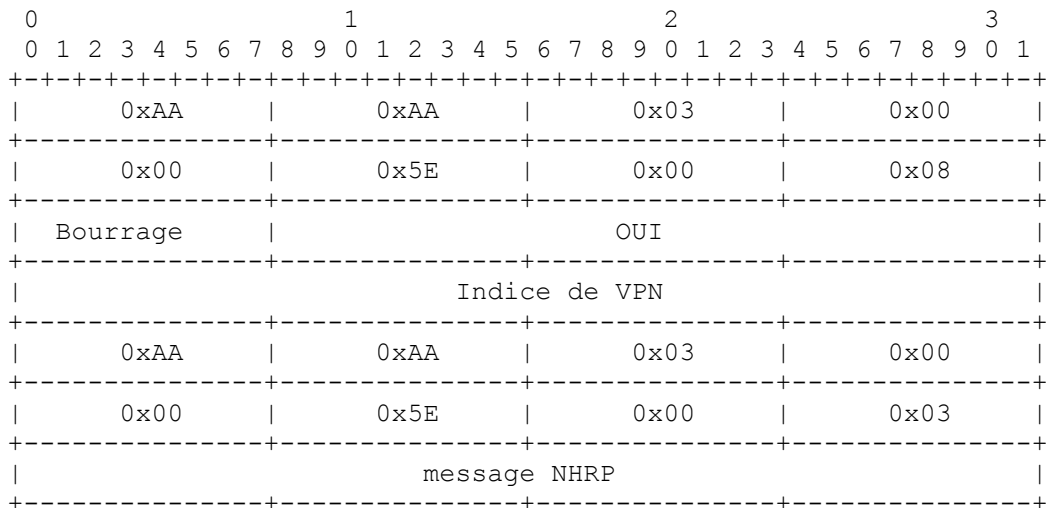 0                   1                   2                   3
 0 1 2 3 4 5 6 7 8 9 0 1 2 3 4 5 6 7 8 9 0 1 2 3 4 5 6 7 8 9 0 1
+-+-+-+-+-+-+-+-+-+-+-+-+-+-+-+-+-+-+-+-+-+-+-+-+-+-+-+-+-+-+-+-+
|      0xAA     |      0xAA     |      0x03     |      0x00     |
+---------------+---------------+---------------+---------------+
|      0x00     |      0x5E     |      0x00     |      0x08     |
+---------------+---------------+---------------+---------------+
|  Bourrage     |                     OUI                       |
+---------------+---------------+---------------+---------------+
|                           Indice de VPN                       |
+---------------+---------------+---------------+---------------+
|      0xAA     |      0xAA     |      0x03     |      0x00     |
+---------------+---------------+---------------+---------------+
|      0x00     |      0x5E     |      0x00     |      0x03     |
+---------------+---------------+---------------+---------------+
|                         message NHRP                          |
+---------------+---------------+---------------+---------------+